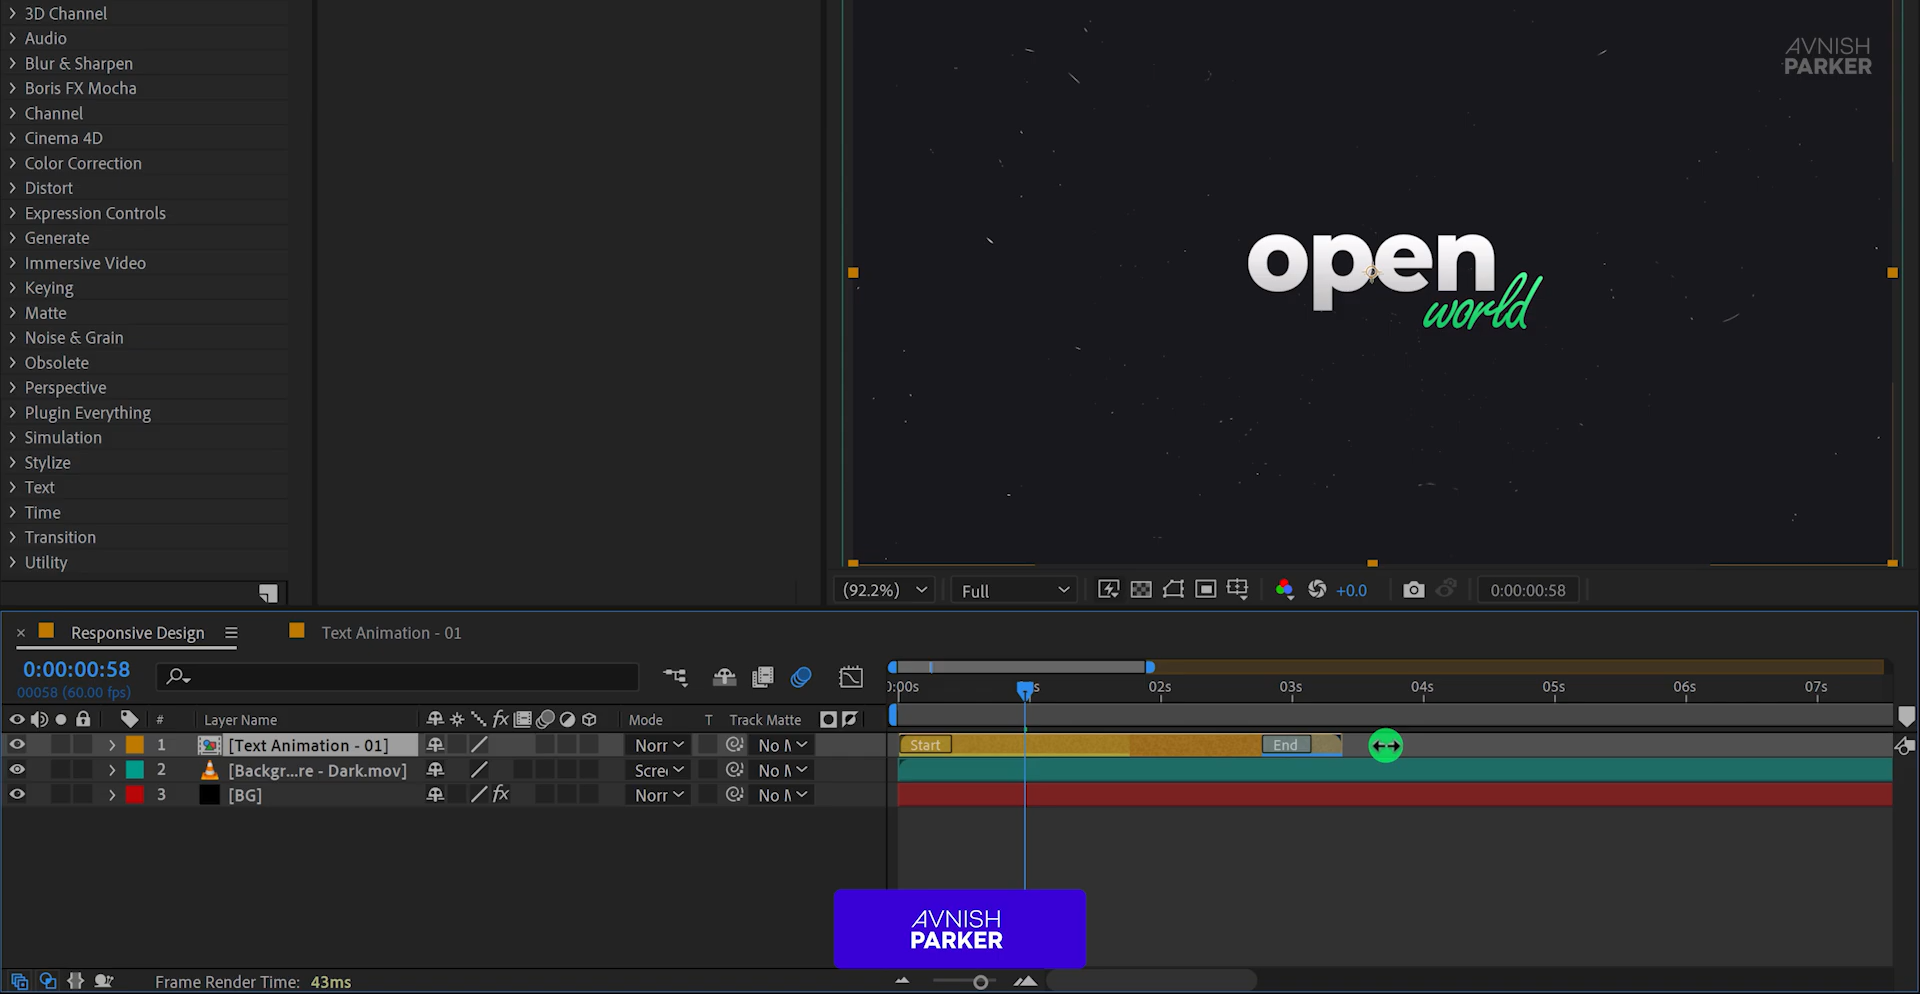 3D Channel
Audio
Blur & Sharpen
Boris FX Mocha
Channel
Cinema 4D
Color Correction
Distort
Expression Controls
Generate
Immersive Video
Keying
Matte
Noise & Grain
Obsolete
Perspective
Plugin Everything
Simulation
Stylize
Text
Time
Transition
Utility
AVNISH
PARKER
open
world
(92.2%)
Full
+0.0
0:00:00:58
Responsive Design
Text Animation - 01
0:00:00:58
00058 (60.00 fps)
0:00s
s
02s
03s
04s
05s
06s
07s
#
Layer Name
fx
Mode
T
Track Matte
1
[Text Animation - 01]
Norr
No M
Start
End
2
[Backgr...re - Dark.mov]
Scre
No M
3
[BG]
fx
Norr
No M
AVNISH
PARKER
Frame Render Time: 43ms